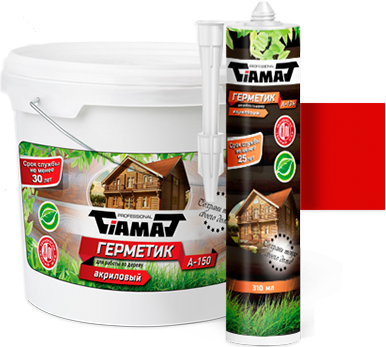 Срок службы
не менее
30 лет
PROFESSIONAL
TIAMAT
ГЕРМЕТИК
для работы по дереву
акриловый
А-150
PROFESSIONAL
TIAMAT
ГЕРМЕТИК
акриловый
Срок службы
не менее
25 лет
310 мл